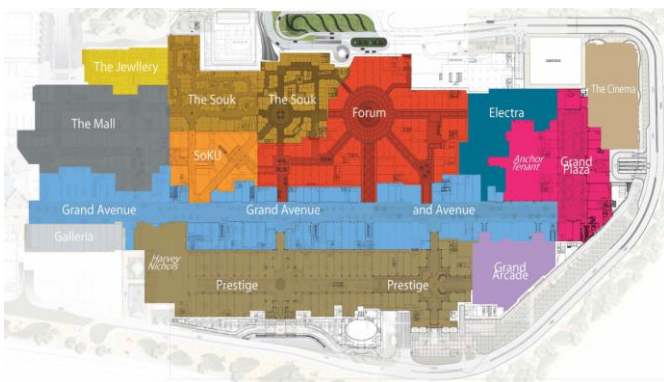 The Jewllery
The Souk
The Souk
The Mall
Forum
Electra
The Cinema
SoKU
Anchor
Tenant
Grand
Plaza
Grand Avenue
Grand Avenue
and Avenue
Galleria
Harvey
Nichols
Prestige
Prestige
Grand
Arcade